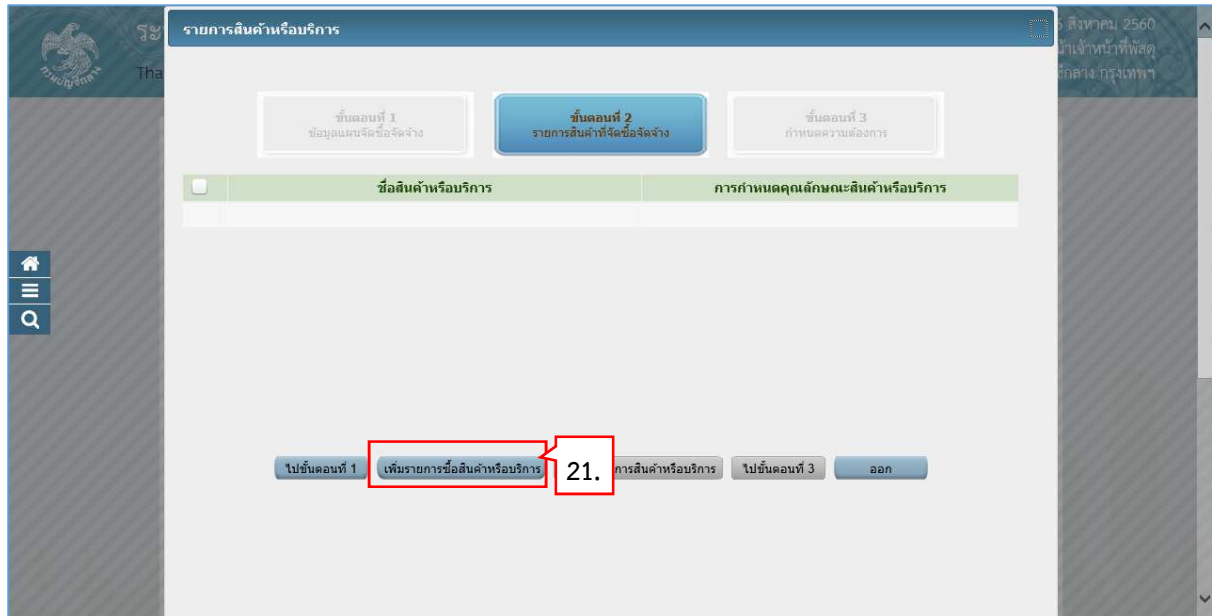 รายการสินค้าหรือบริการ
สิงหาคม 2560
กรุงเทพฯ
Tha
กรมบัญชีกลาง
ขั้นตอนที่ 1
ข้อมูลแผนจัดซื้อจัดจ้าง
ขั้นตอนที่ 2
รายการสินค้าที่จัดซื้อจัดจ้าง
ขั้นตอนที่ 3
กำหนดความต้องการ
ชื่อสินค้าหรือบริการ
การกำหนดคุณลักษณะสินค้าหรือบริการ
ไปขั้นตอนที่ 1
เพิ่มรายการซื้อสินค้าหรือบริการ
21.
การสินค้าหรือบริการ
ไปขั้นตอนที่ 3
ออก